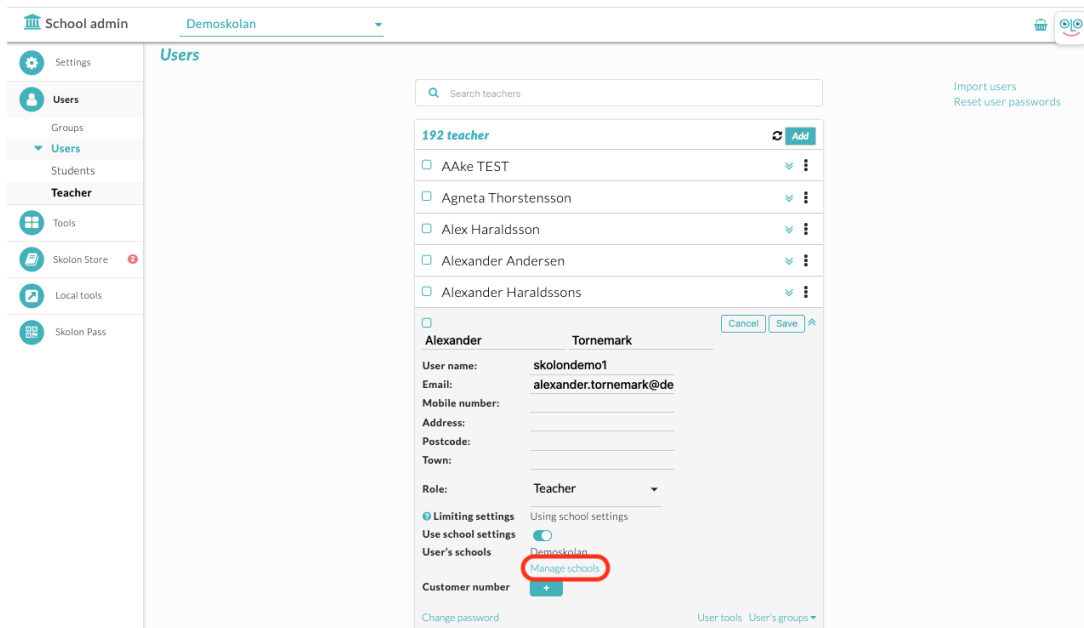 School admin
Demoskolan
Settings
Users
Groups
Users
Students
Teacher
Tools
Skolon Store 2
Local tools
Skolon Pass
Users
Search teachers
Import users
Reset user passwords
192 teacher Add
AAke TEST
Agneta Thorstensson
Alex Haraldsson
Alexander Andersen
Alexander Haraldssons
Cancel Save
Alexander Tornemark
User name: skolondemo1
Email: alexander.tornemark@de
Mobile number:
Address:
Postcode:
Town:
Role: Teacher
? Limiting settings Using school settings
Use school settings
User's schools Demoskolan
Manage schools
Customer number +
Change password User tools User's groups